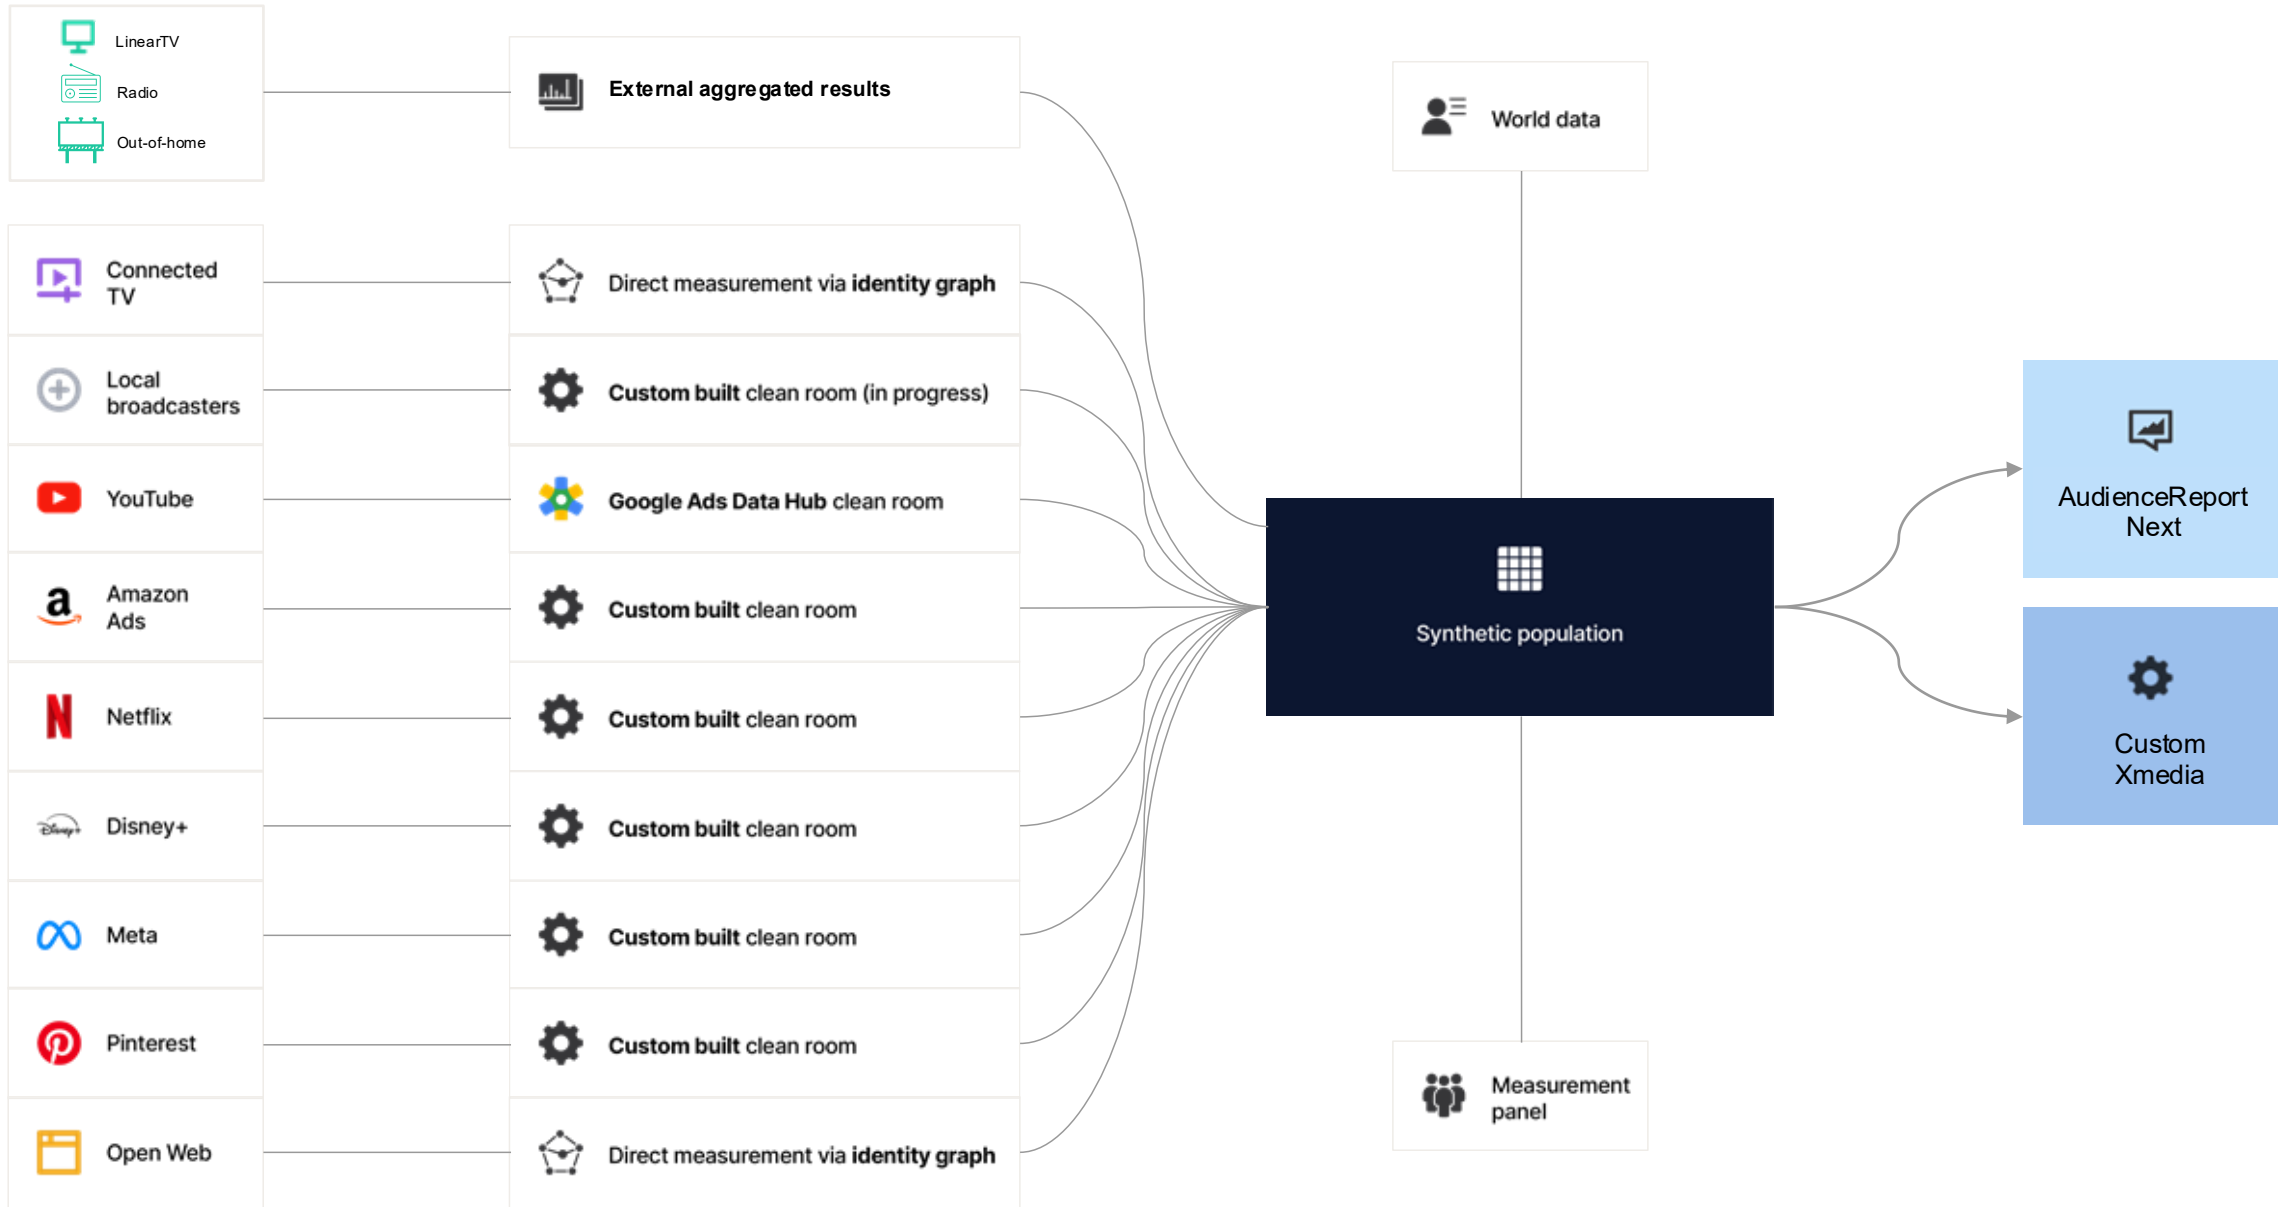 LinearTV
Radio
Out-of-home
External aggregated results
World data
Connected
TV
Direct measurement via identity graph
Local
broadcasters
Custom built clean room (in progress)
YouTube
Google Ads Data Hub clean room
Amazon
Ads
Custom built clean room
Netflix
Custom built clean room
Disney+
Disney+
Custom built clean room
Meta
Custom built clean room
Pinterest
Custom built clean room
Open Web
Direct measurement via identity graph
Synthetic population
Measurement
panel
AudienceReport
Next
Custom
Xmedia